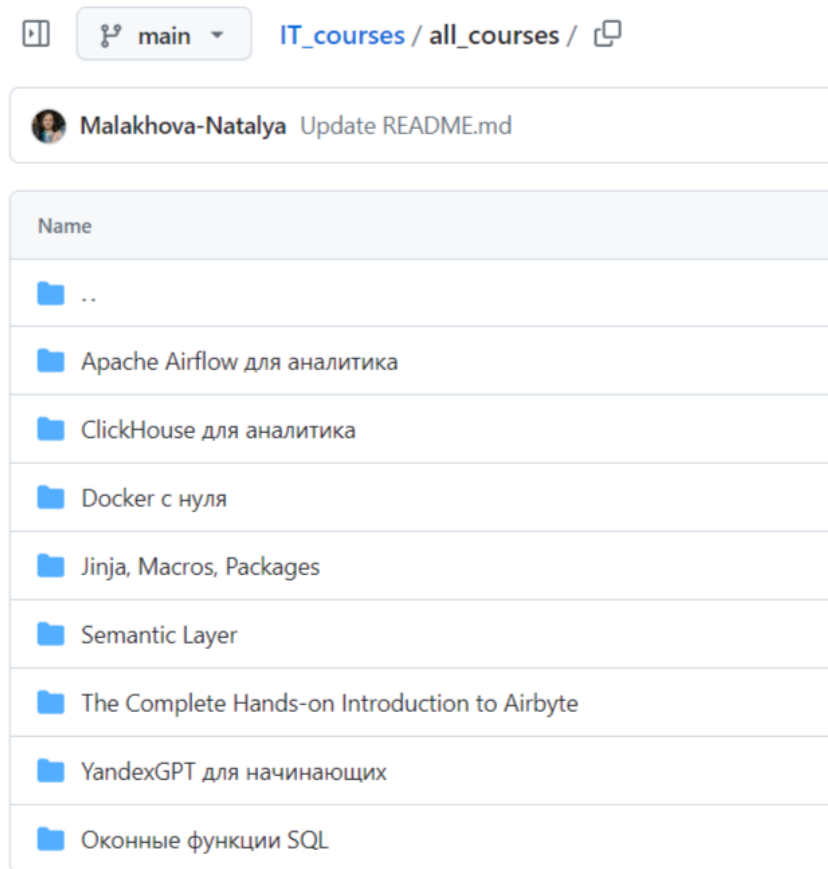 main IT_courses / all_courses /
Malakhova-Natalya Update README.md
Name
..
Apache Airflow для аналитика
ClickHouse для аналитика
Docker с нуля
Jinja, Macros, Packages
Semantic Layer
The Complete Hands-on Introduction to Airbyte
YandexGPT для начинающих
Оконные функции SQL